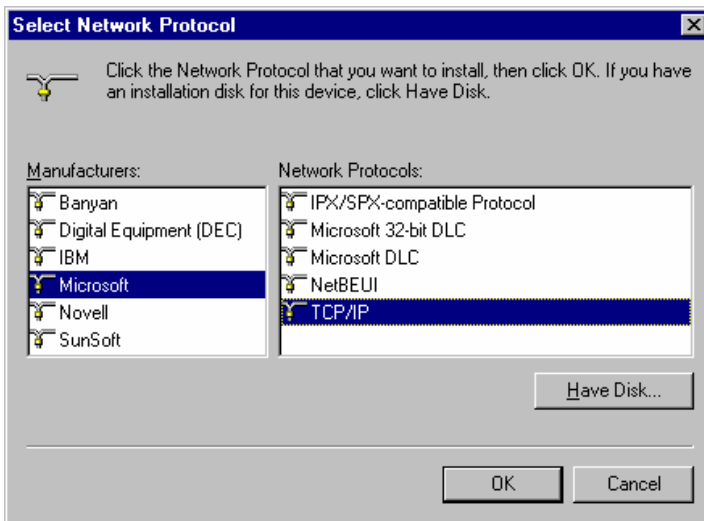 Select Network Protocol
Click the Network Protocol that you want to install, then click OK. If you have
an installation disk for this device, click Have Disk.
Manufacturers:
Banyan
Digital Equipment (DEC)
IBM
Microsoft
Novell
SunSoft
Network Protocols:
IPX/SPX-compatible Protocol
Microsoft 32-bit DLC
Microsoft DLC
NetBEUI
TCP/IP
Have Disk...
OK
Cancel